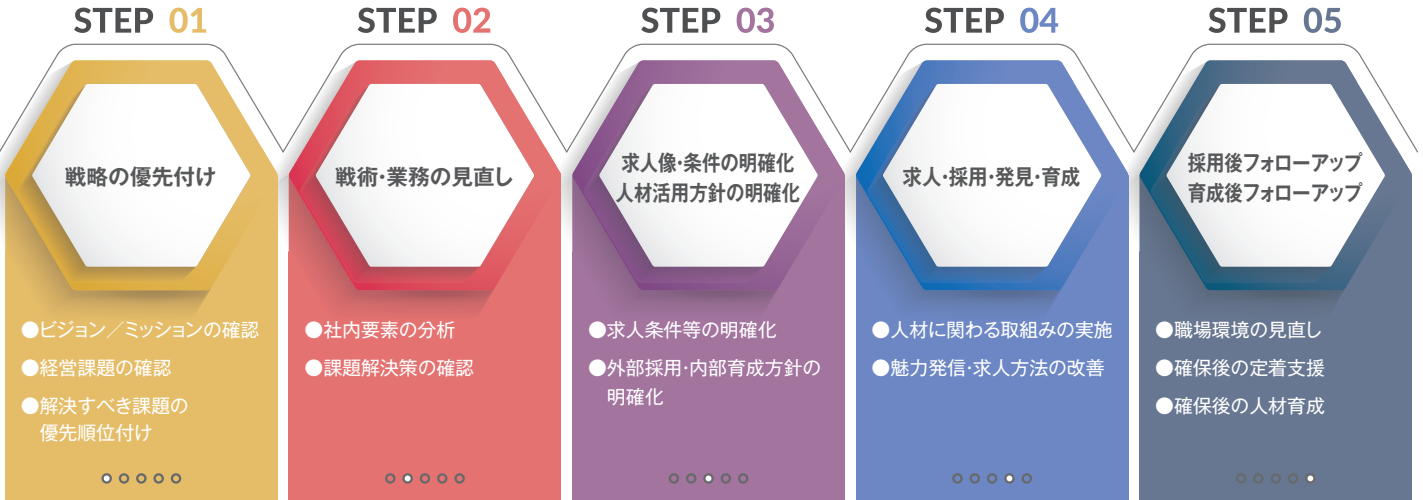 STEP 01
戦略の優先付け
●ビジョン／ミッションの確認
●経営課題の確認
●解決すべき課題の
優先順位付け
STEP 02
戦術・業務の見直し
●社内要素の分析
●課題解決策の確認
STEP 03
求人像・条件の明確化
人材活用方針の明確化
●求人条件等の明確化
●外部採用・内部育成方針の
明確化
STEP 04
求人・採用・発見・育成
●人材に関わる取組みの実施
●魅力発信・求人方法の改善
STEP 05
採用後フォローアップ
育成後フォローアップ
●職場環境の見直し
●確保後の定着支援
●確保後の人材育成